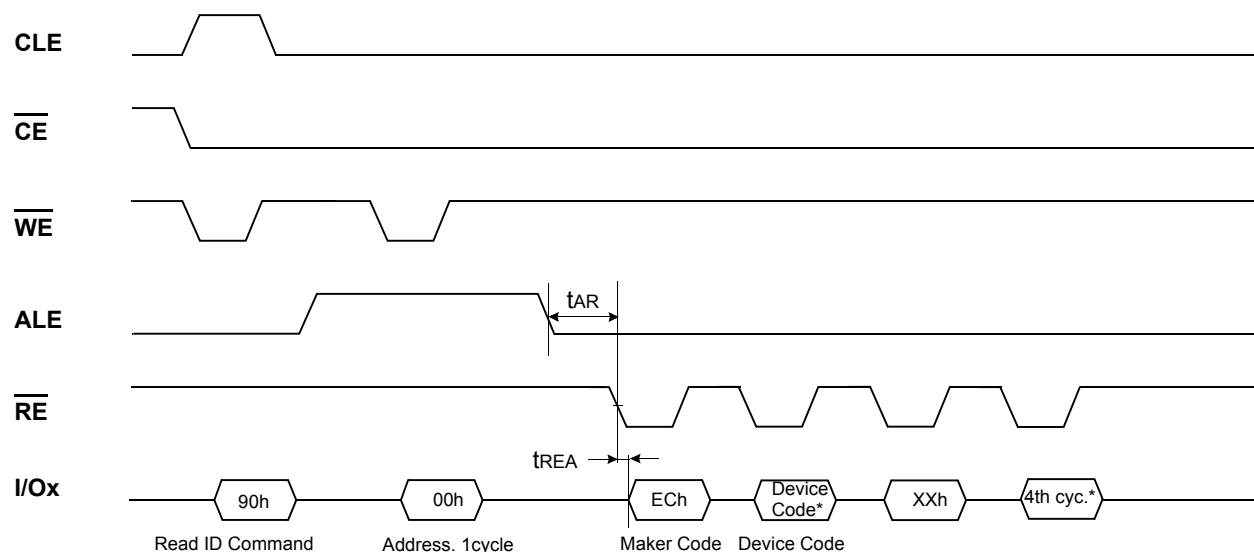 CLE
CE
WE
ALE
tAR
RE
tREA
I/Ox
90h
00h
ECh
Device
Code*
XXh
4th cyc.*
Read ID Command
Address. 1cycle
Maker Code
Device Code